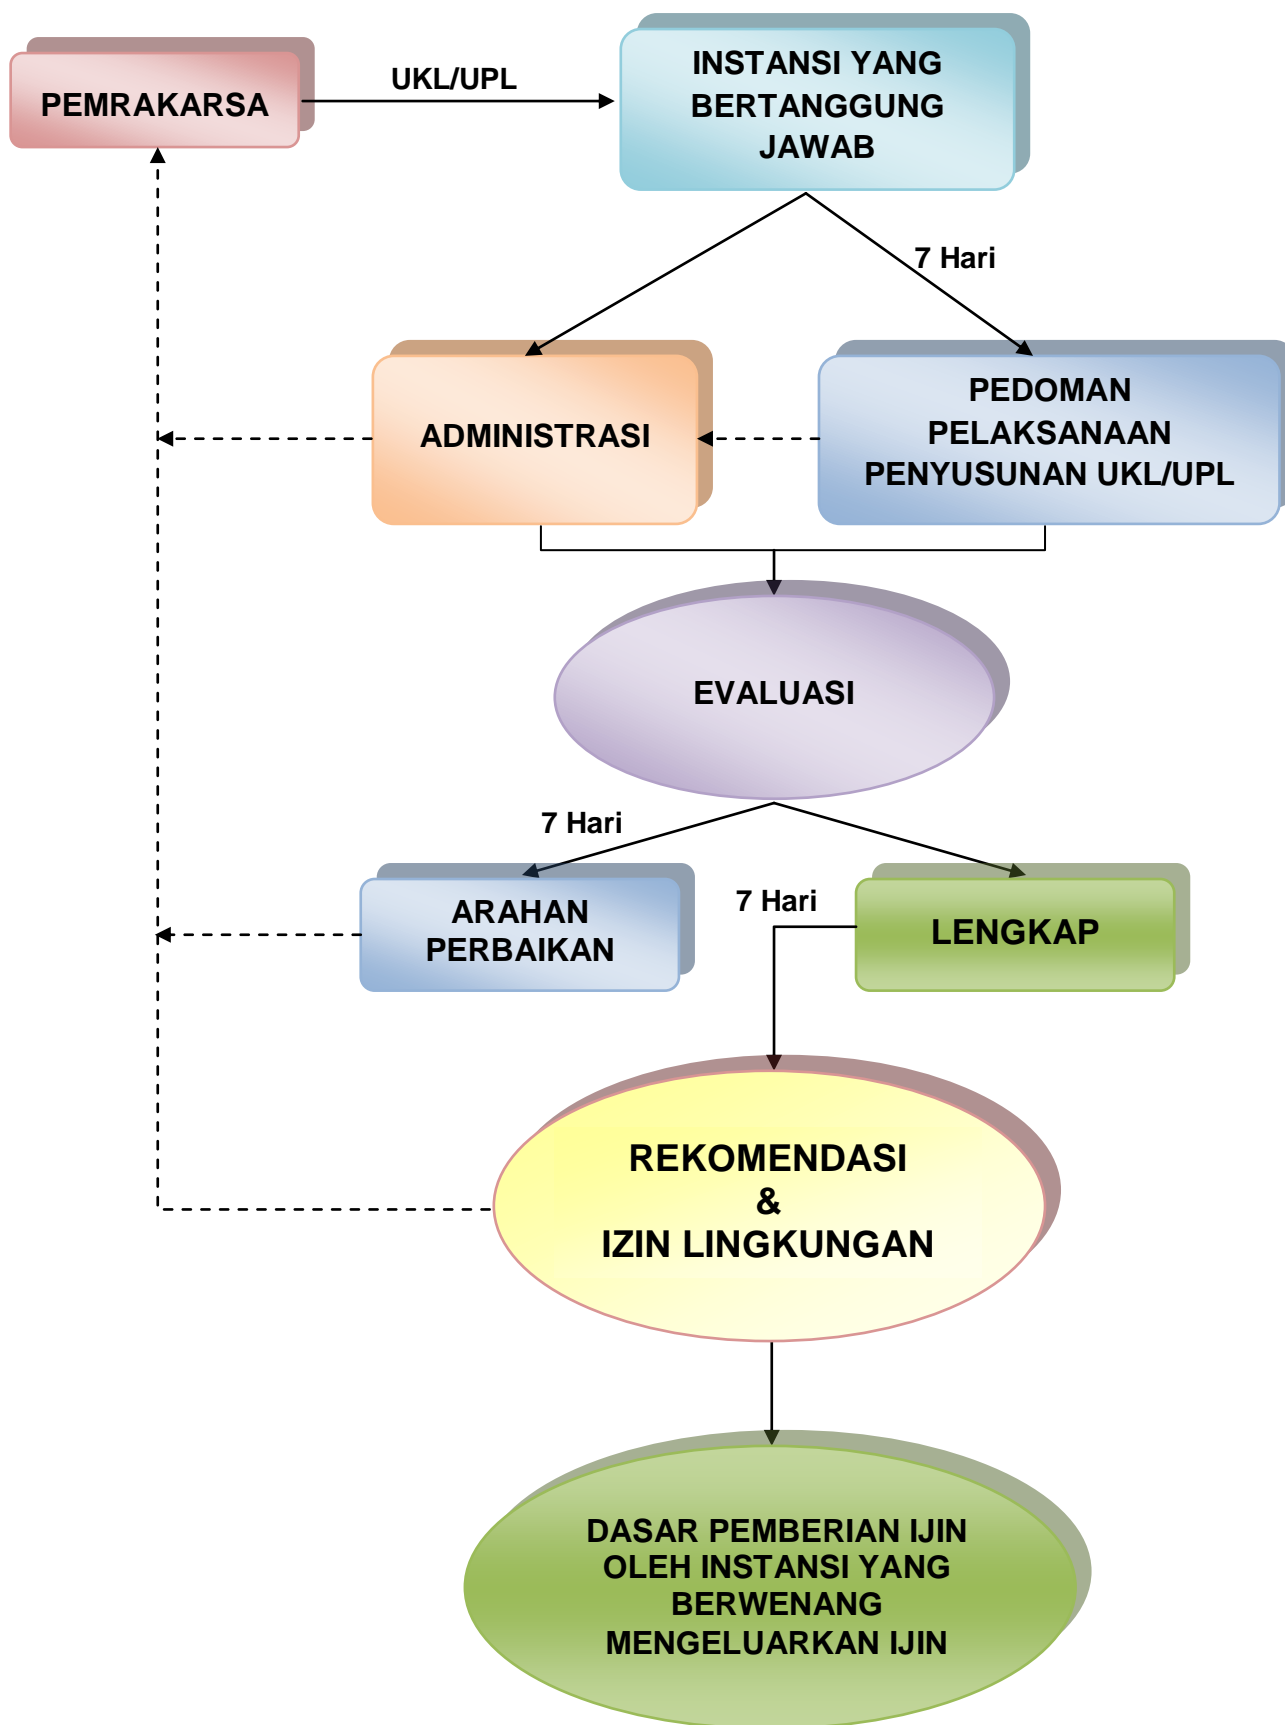 PEMRAKARSA
UKL/UPL
INSTANSI YANG
BERTANGGUNG
JAWAB
7 Hari
ADMINISTRASI
PEDOMAN
PELAKSANAAN
PENYUSUNAN UKL/UPL
EVALUASI
7 Hari
ARAHAN
PERBAIKAN
7 Hari
LENGKAP
REKOMENDASI
&
IZIN LINGKUNGAN
DASAR PEMBERIAN IJIN
OLEH INSTANSI YANG
BERWENANG
MENGELUARKAN IJIN